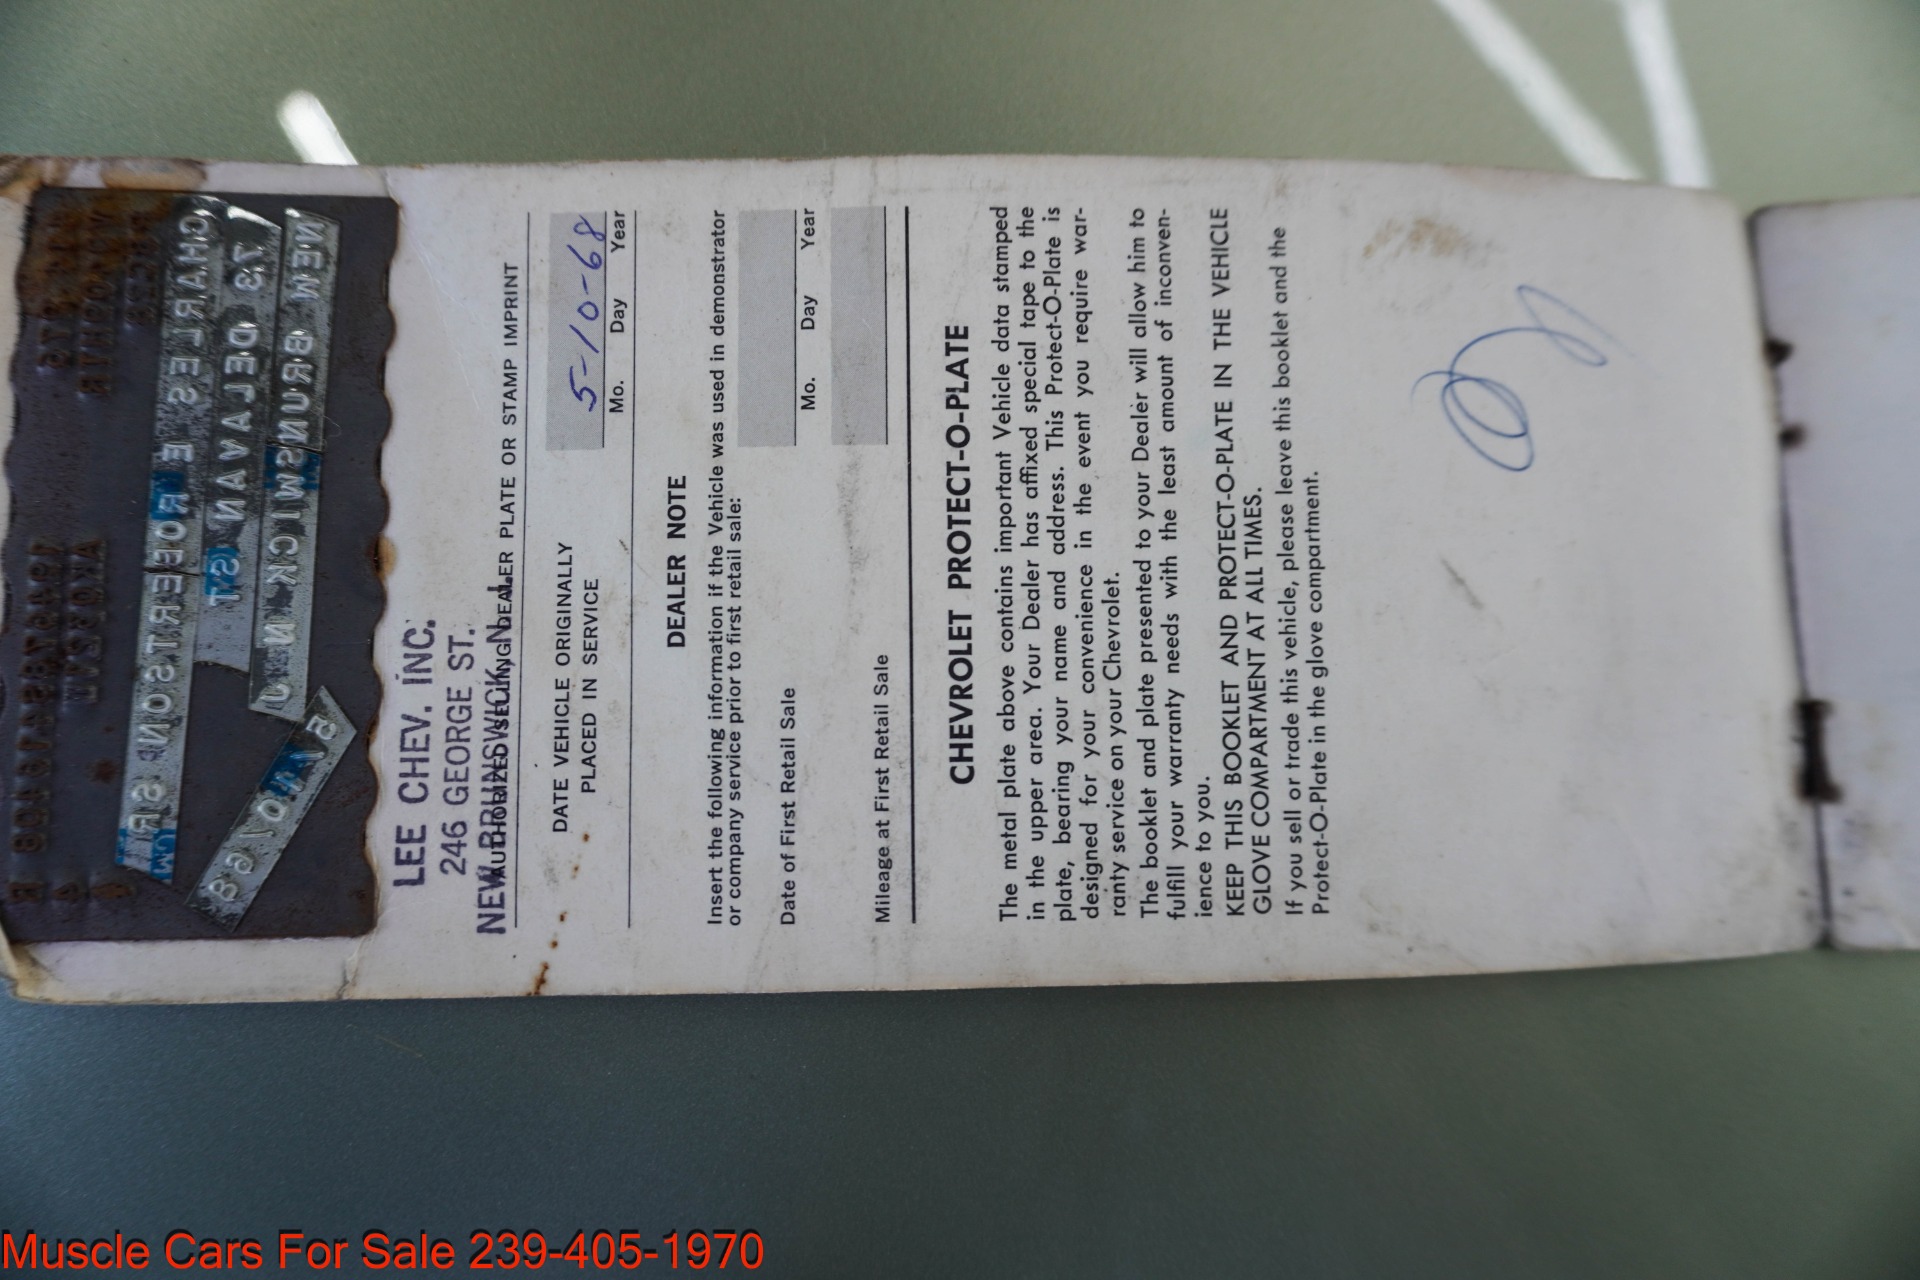 CHARLES E ROBERTSON SR
73 DELAVAN ST
NEW BRUNSWICK N J
LEE CHEV. INC.
246 GEORGE ST.
NEW BRUNSWICK, N.J.
AUTHORIZED SELLING DEALER PLATE OR STAMP IMPRINT
DATE VEHICLE ORIGINALLY
PLACED IN SERVICE
5-10-68
Mo. Day Year
DEALER NOTE
Insert the following information if the Vehicle was used in demonstrator
or company service prior to first retail sale:
Date of First Retail Sale
Mo. Day Year
Mileage at First Retail Sale
CHEVROLET PROTECT-O-PLATE
The metal plate above contains important Vehicle data stamped
in the upper area. Your Dealer has affixed special tape to the
plate, bearing your name and address. This Protect-O-Plate is
designed for your convenience in the event you require war-
ranty service on your Chevrolet.
The booklet and plate presented to your Dealer will allow him to
fulfill your warranty needs with the least amount of inconven-
ience to you.
KEEP THIS BOOKLET AND PROTECT-O-PLATE IN THE VEHICLE
GLOVE COMPARTMENT AT ALL TIMES.
If you sell or trade this vehicle, please leave this booklet and the
Protect-O-Plate in the glove compartment.
Muscle Cars For Sale 239-405-1970